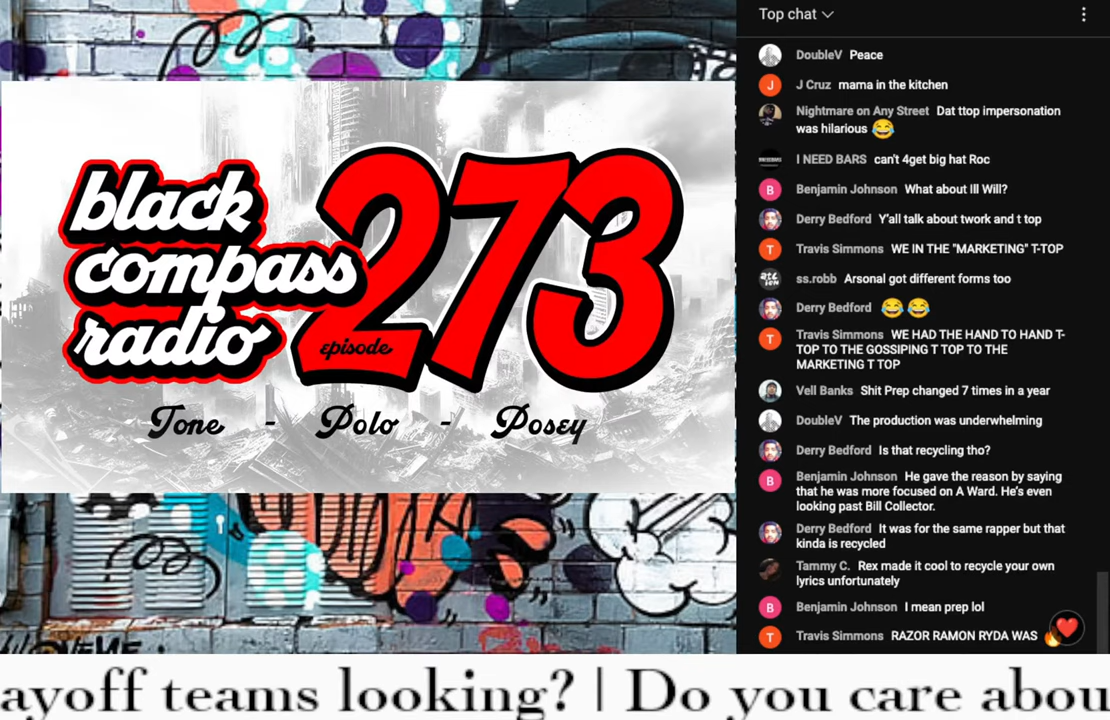 Top chat
DoubleV Peace
J Cruz mama in the kitchen
Nightmare on Any Street Dat ttop impersonation
was hilarious 😂
I NEED BARS can't 4get big hat Roc
Benjamin Johnson What about Ill Will?
Derry Bedford Y'all talk about twork and t top
Travis Simmons WE IN THE "MARKETING" T-TOP
ss.robb Arsonal got different forms too
Derry Bedford 😂 😂
Travis Simmons WE HAD THE HAND TO HAND T-
TOP TO THE GOSSIPING T TOP TO THE
MARKETING T TOP
Vell Banks Shit Prep changed 7 times in a year
DoubleV The production was underwhelming
Derry Bedford Is that recycling tho?
Benjamin Johnson He gave the reason by saying
that he was more focused on A Ward. He's even
looking past Bill Collector.
Derry Bedford It was for the same rapper but that
kinda is recycled
Tammy C. Rex made it cool to recycle your own
lyrics unfortunately
Benjamin Johnson I mean prep lol
Travis Simmons RAZOR RAMON RYDA WAS 🔥
B
J
B
T
T
B
B
T
black
compass
radio
273
episode
Tone - Polo - Posey
ayoff teams looking? | Do you care abou